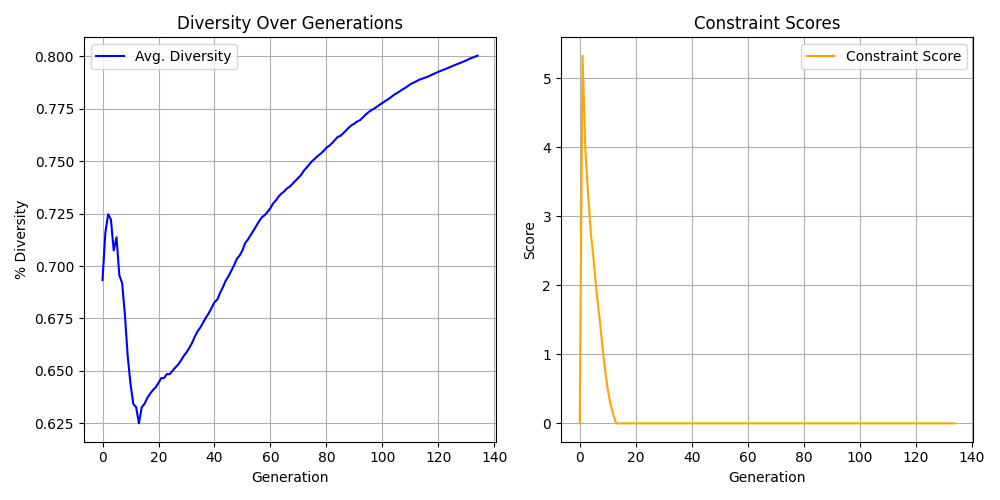 Diversity Over Generations
Avg. Diversity
% Diversity
0.800
0.775
0.750
0.725
0.700
0.675
0.650
0.625
0 20 40 60 80 100 120 140
Generation
Constraint Scores
Constraint Score
Score
5
4
3
2
1
0
0 20 40 60 80 100 120 140
Generation